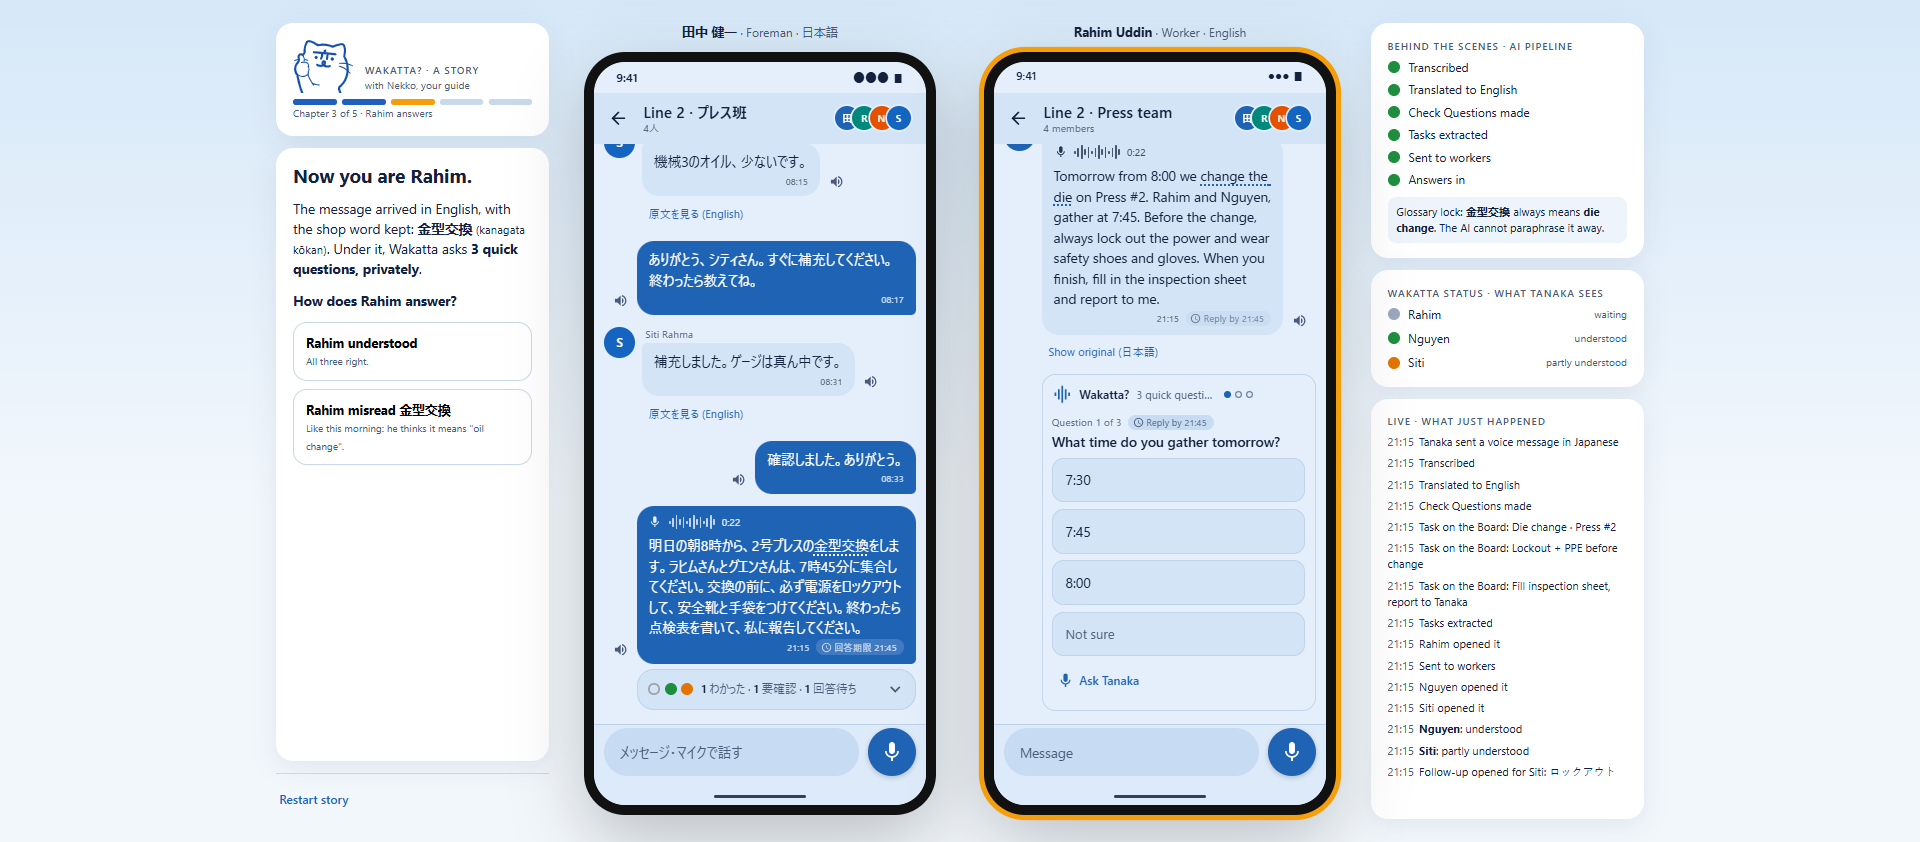 WAKATTA? · A STORY
with Nekko, your guide
Chapter 3 of 5 · Rahim answers
Now you are Rahim.
The message arrived in English, with
the shop word kept: 金型交換 (kanagata
kōkan). Under it, Wakatta asks 3 quick
questions, privately.
How does Rahim answer?
Rahim understood
All three right.
Rahim misread 金型交換
Like this morning: he thinks it means "oil
change".
Restart story
田中 健一 · Foreman · 日本語
9:41
Line 2 · プレス班
4人
田 R N S
機械3のオイル、少ないです。
08:15
原文を見る (English)
ありがとう、シティさん。すぐに補充してください。
終わったら教えてね。
08:17
Siti Rahma
S
補充しました。ゲージは真ん中です。
08:31
原文を見る (English)
確認しました。ありがとう。
08:33
0:22
明日の朝8時から、2号プレスの金型交換をしま
す。ラヒムさんとグエンさんは、7時45分に集合し
てください。交換の前に、必ず電源をロックアウト
して、安全靴と手袋をつけてください。終わったら
点検表を書いて、私に報告してください。
21:15 回答期限 21:45
1 わかった · 1 要確認 · 1 回答待ち
メッセージ・マイクで話す
Rahim Uddin · Worker · English
9:41
Line 2 · Press team
4 members
田 R N S
0:22
Tomorrow from 8:00 we change the
die on Press #2. Rahim and Nguyen,
gather at 7:45. Before the change,
always lock out the power and wear
safety shoes and gloves. When you
finish, fill in the inspection sheet
and report to me.
21:15 Reply by 21:45
Show original (日本語)
Wakatta? 3 quick questi...
Question 1 of 3 Reply by 21:45
What time do you gather tomorrow?
7:30
7:45
8:00
Not sure
Ask Tanaka
Message
BEHIND THE SCENES · AI PIPELINE
Transcribed
Translated to English
Check Questions made
Tasks extracted
Sent to workers
Answers in
Glossary lock: 金型交換 always means die
change. The AI cannot paraphrase it away.
WAKATTA STATUS · WHAT TANAKA SEES
Rahim waiting
Nguyen understood
Siti partly understood
LIVE · WHAT JUST HAPPENED
21:15 Tanaka sent a voice message in Japanese
21:15 Transcribed
21:15 Translated to English
21:15 Check Questions made
21:15 Task on the Board: Die change · Press #2
21:15 Task on the Board: Lockout + PPE before
change
21:15 Task on the Board: Fill inspection sheet,
report to Tanaka
21:15 Tasks extracted
21:15 Rahim opened it
21:15 Sent to workers
21:15 Nguyen opened it
21:15 Siti opened it
21:15 Nguyen: understood
21:15 Siti: partly understood
21:15 Follow-up opened for Siti: ロックアウト